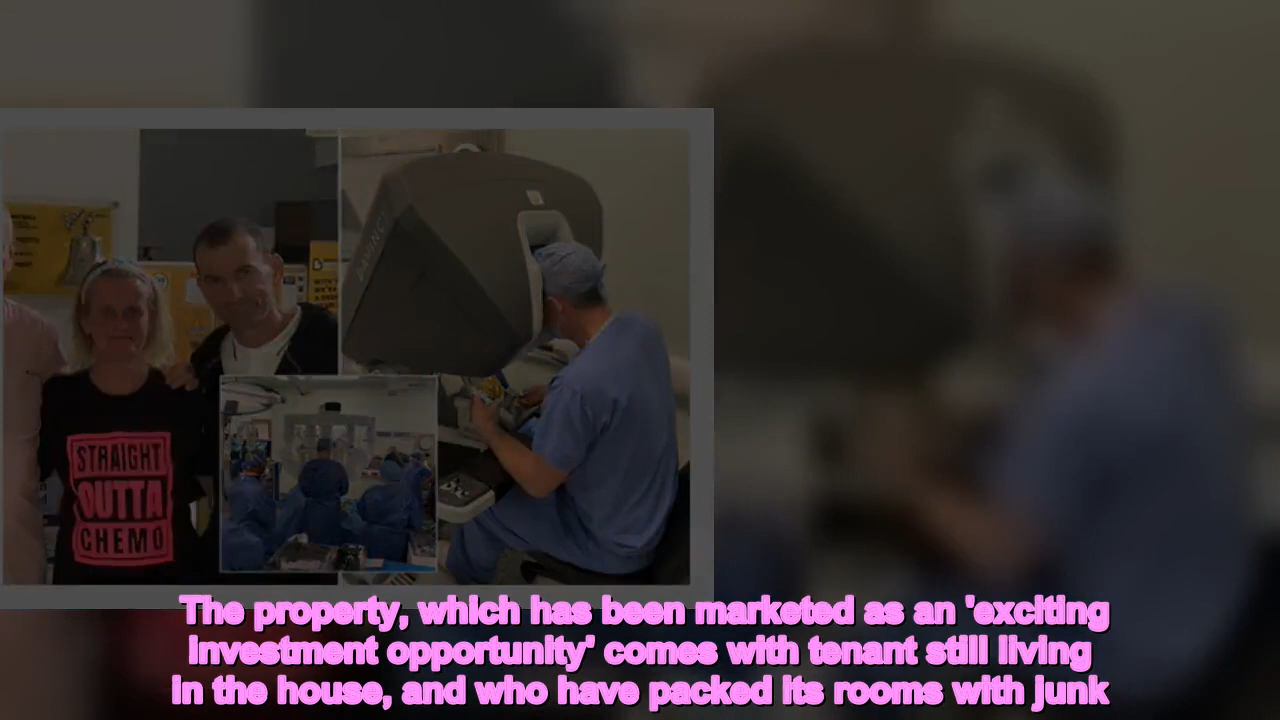 STRAIGHT
OUTTA
CHEMO
The property, which has been marketed as an 'exciting
investment opportunity' comes with tenant still living
in the house, and who have packed its rooms with junk